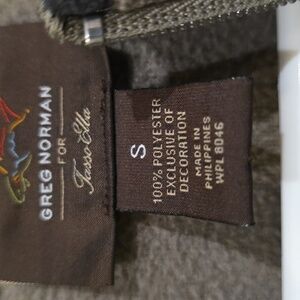 GREG NORMAN
FOR
Tasso Elba
S
100% POLYESTER
EXCLUSIVE OF
DECORATION
MADE IN
PHILIPPINES
WPL 8046